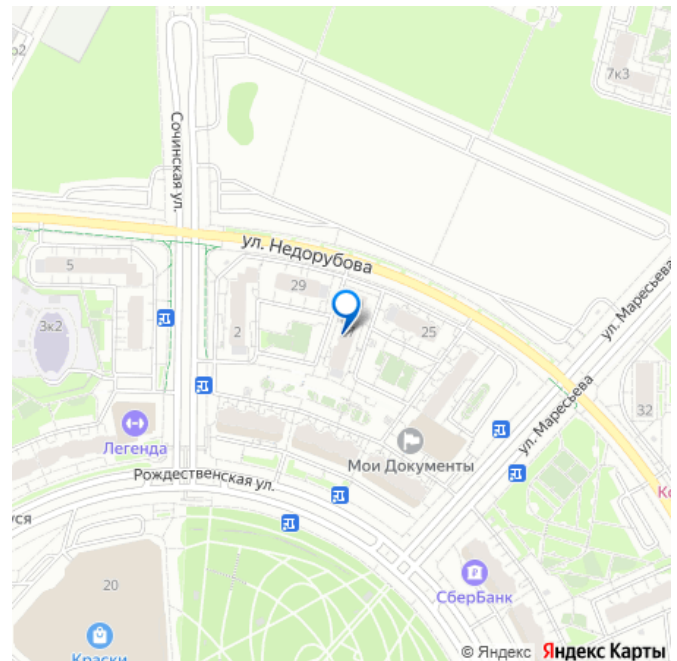 7к3
Сочинская ул.
ул. Недорубова
5
29
3к2
2
25
ул. Маресьева
ул. Маресьева
32
Легенда
Мои Документы
Рождественская ул.
20
СберБанк
Краски
© Яндекс Яндекс Карты